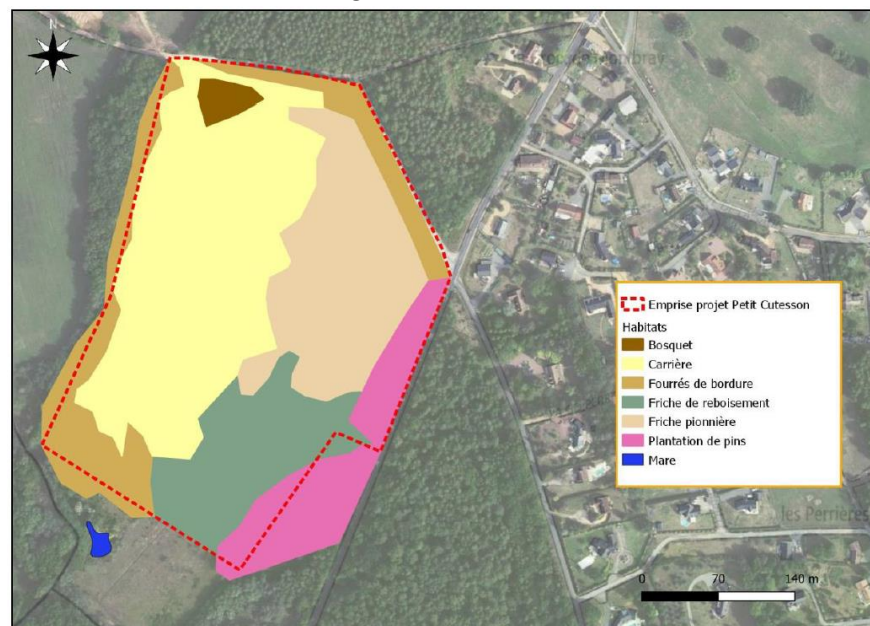 N
Emprise projet Petit Cutesson
Habitats
Bosquet
Carrière
Fourrés de bordure
Friche de reboisement
Friche pionnière
Plantation de pins
Mare
les Perrières
0 70 140 m